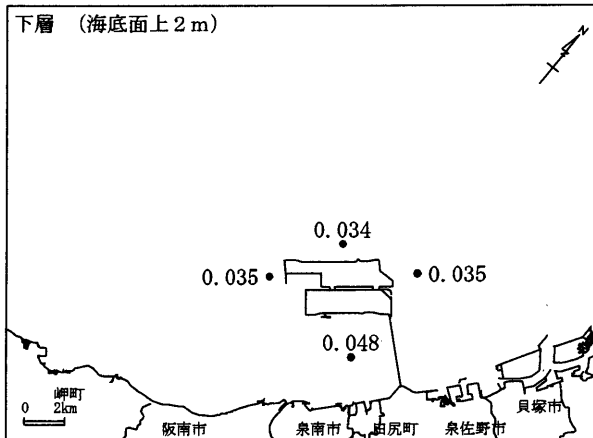 下層 (海底面上2m)
N
0.034
0.035
0.035
0.048
岬町
0 2km
阪南市
泉南市
田尻町
泉佐野市
貝塚市